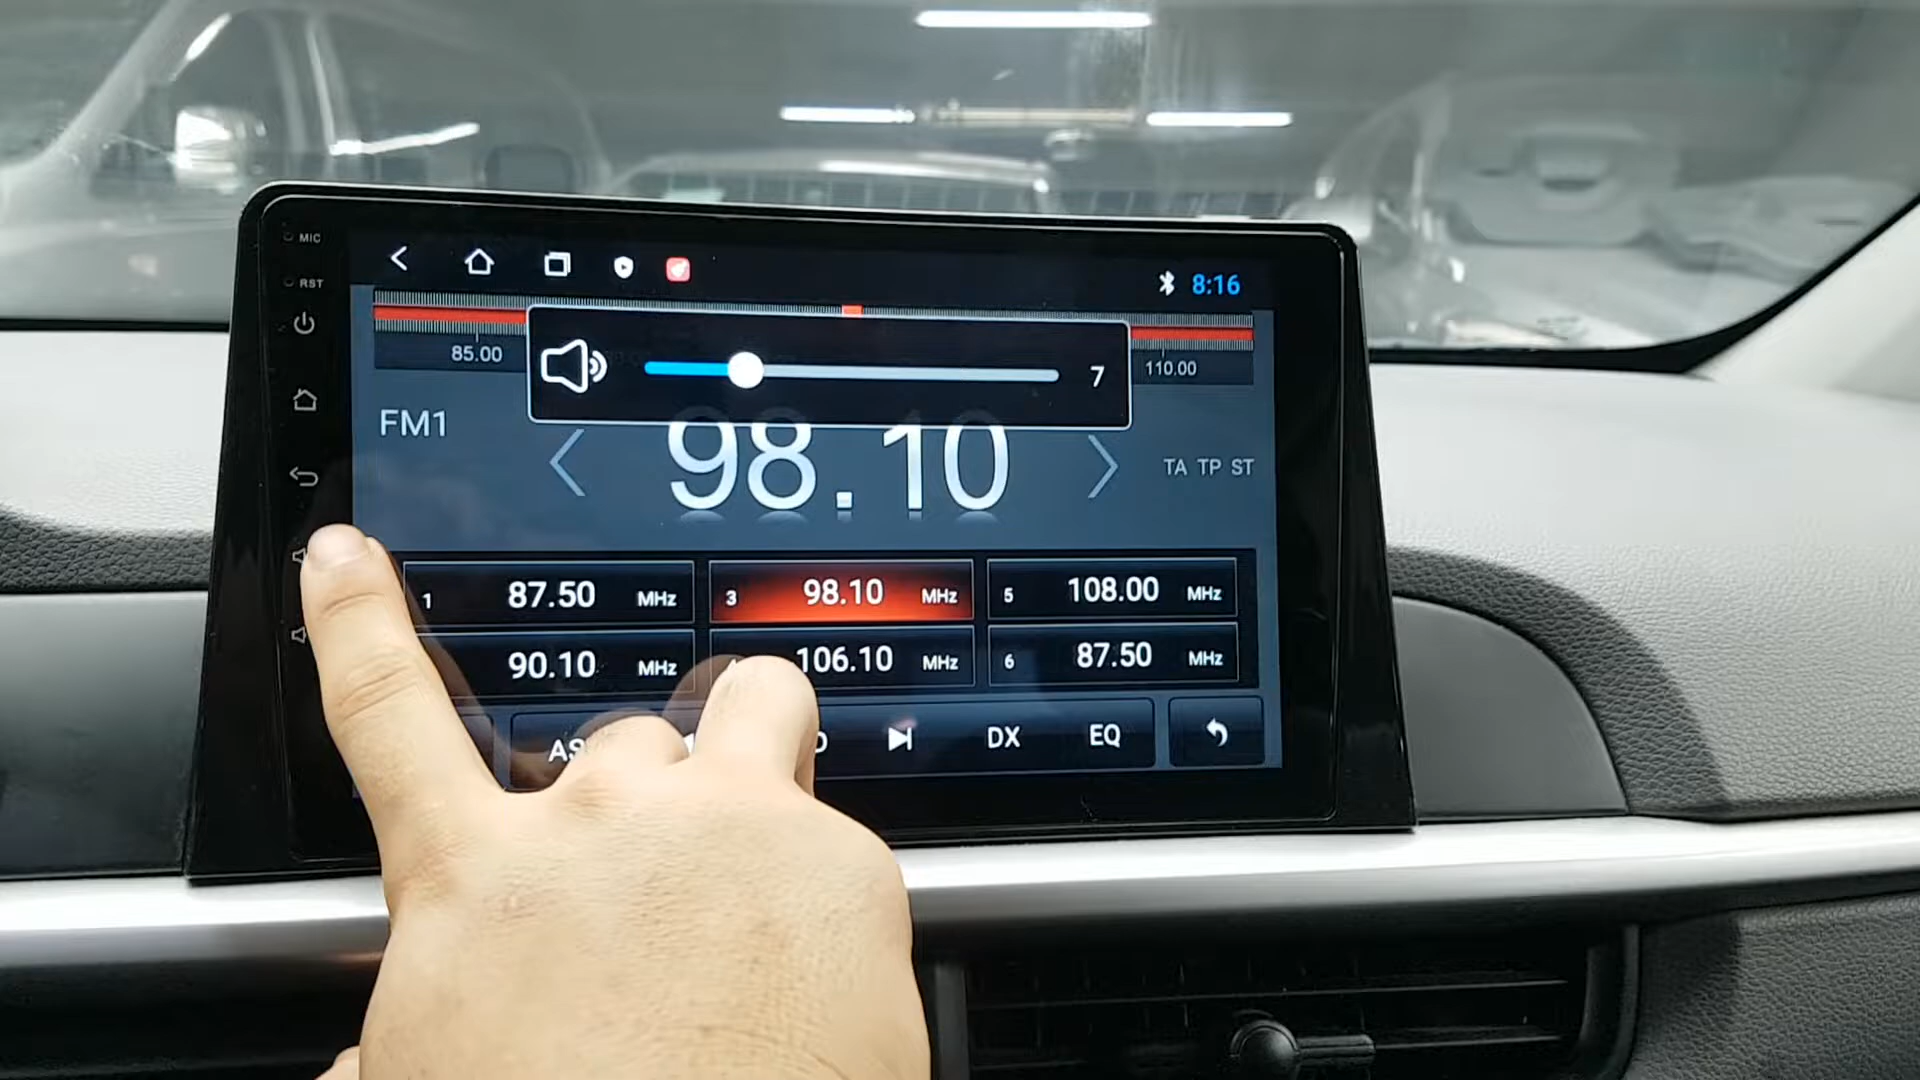 MIC
RST
8:16
85.00
110.00
7
FM1
98.10
TA TP ST
1 87.50 MHz
3 98.10 MHz
5 108.00 MHz
90.10 MHz
106.10 MHz
6 87.50 MHz
DX
EQ